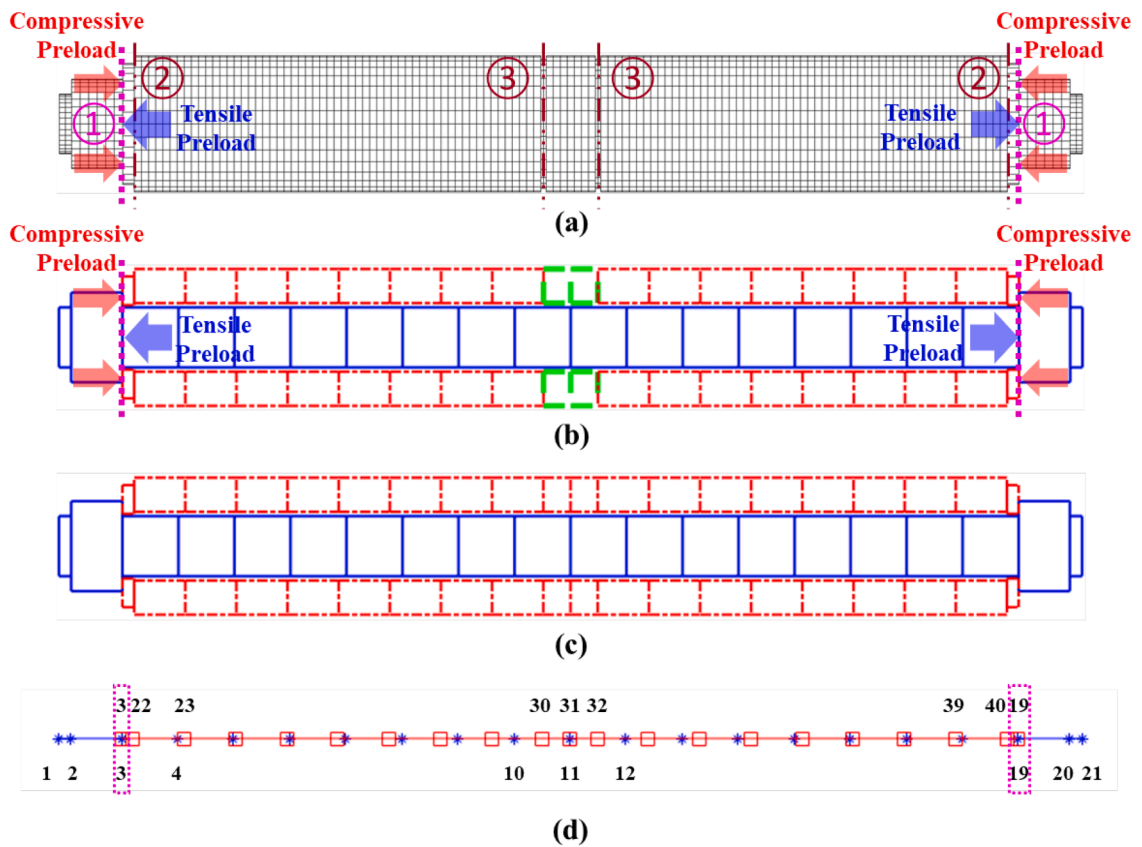 Compressive
Preload
Compressive
Preload
② ③ ③ ②
① Tensile
Preload
Tensile
Preload ①
(a)
Compressive
Preload
Compressive
Preload
Tensile
Preload
Tensile
Preload
(b)
(c)
3 22 23 30 31 32 39 40 19
1 2 3 4 10 11 12 19 20 21
(d)